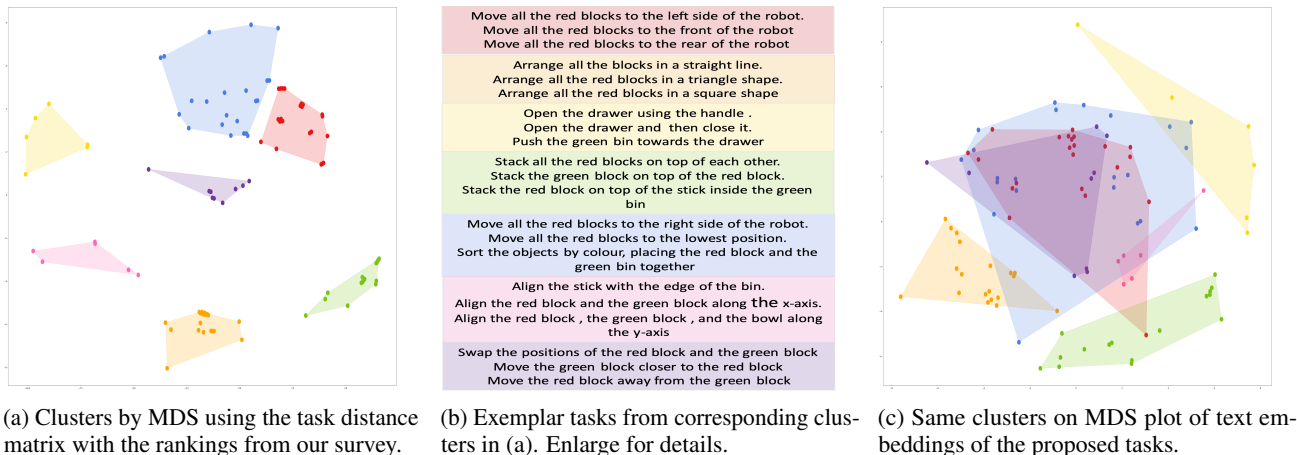 Move all the red blocks to the left side of the robot.
Move all the red blocks to the front of the robot
Move all the red blocks to the rear of the robot
Arrange all the blocks in a straight line.
Arrange all the red blocks in a triangle shape.
Arrange all the red blocks in a square shape
Open the drawer using the handle .
Open the drawer and then close it.
Push the green bin towards the drawer
Stack all the red blocks on top of each other.
Stack the green block on top of the red block.
Stack the red block on top of the stick inside the green
bin
Move all the red blocks to the right side of the robot.
Move all the red blocks to the lowest position.
Sort the objects by colour, placing the red block and the
green bin together
Align the stick with the edge of the bin.
Align the red block and the green block along the x-axis.
Align the red block , the green block , and the bowl along
the y-axis
Swap the positions of the red block and the green block
Move the green block closer to the red block
Move the red block away from the green block
(a) Clusters by MDS using the task distance
matrix with the rankings from our survey.
(b) Exemplar tasks from corresponding clus-
ters in (a). Enlarge for details.
(c) Same clusters on MDS plot of text em-
beddings of the proposed tasks.